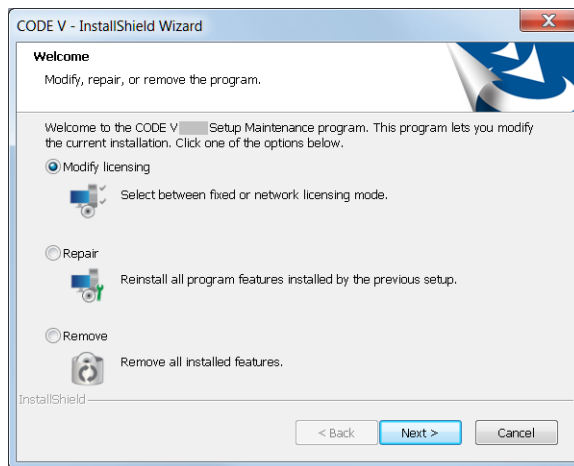 CODE V - InstallShield Wizard
Welcome
Modify, repair, or remove the program.
Welcome to the CODE V Setup Maintenance program. This program lets you modify
the current installation. Click one of the options below.
Modify licensing
Select between fixed or network licensing mode.
Repair
Reinstall all program features installed by the previous setup.
Remove
Remove all installed features.
InstallShield
< Back Next > Cancel